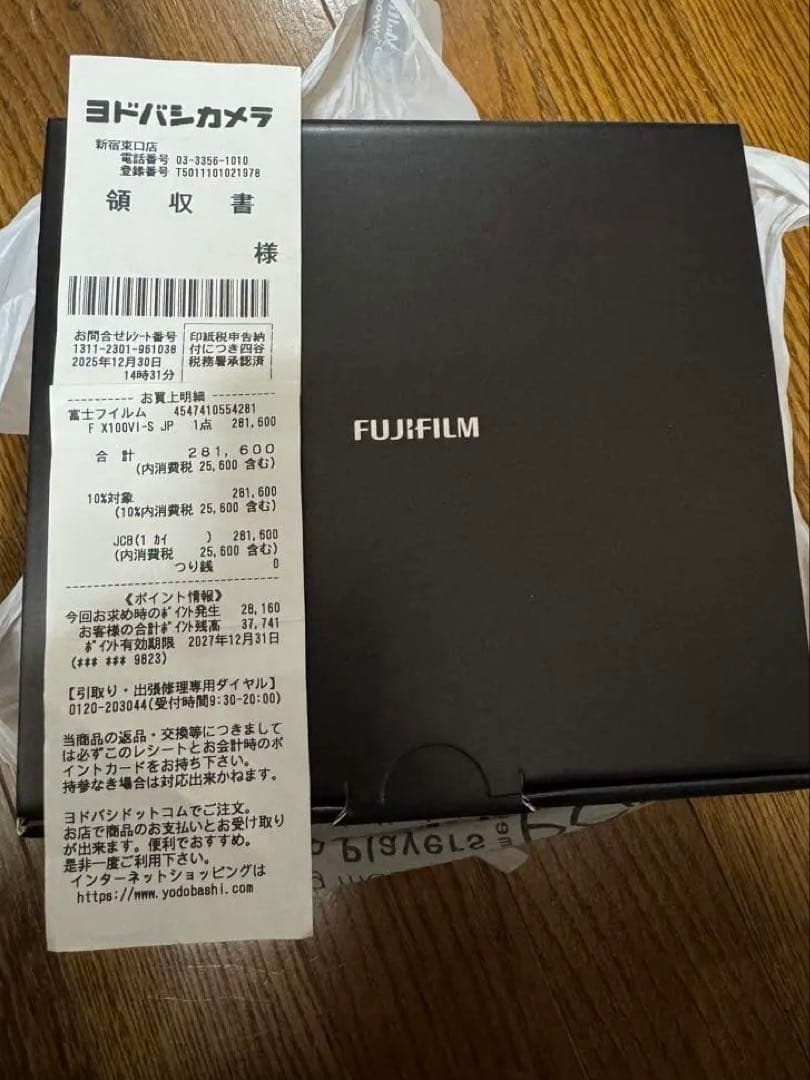 ヨドバシカメラ
新宿東口店
電話番号 03-3356-1010
登録番号 T5011101021978
領 収 書
様
お問合せレシート番号
1311-2301-961038
2025年12月30日
14時31分
印紙税申告納
付につき四谷
税務署承認済
---------- お買上明細 ----------
富士フイルム 4547410554281
F X100VI-S JP 1点 281,600
合 計 281,600
(内消費税 25,600 含む)
10%対象 281,600
(10%内消費税 25,600 含む)
JCB(1 カイ ) 281,600
(内消費税 25,600 含む)
つり銭 0
《ポイント情報》
今回お求め時のポイント発生 28,160
お客様の合計ポイント残高 37,741
ポイント有効期限 2027年12月31日
(*** *** 9823)
【引取り・出張修理専用ダイヤル】
0120-203044(受付時間9:30-20:00)
当商品の返品・交換等につきまして
は必ずこのレシートとお会計時のポ
イントカードをお持ち下さい。
持参なき場合は対応出来かねます。
ヨドバシドットコムでご注文。
お店で商品のお支払いとお受け取り
が出来ます。便利でおすすめ。
是非一度ご利用下さい。
インターネットショッピングは
https://www.yodobashi.com
FUJIFILM
Players